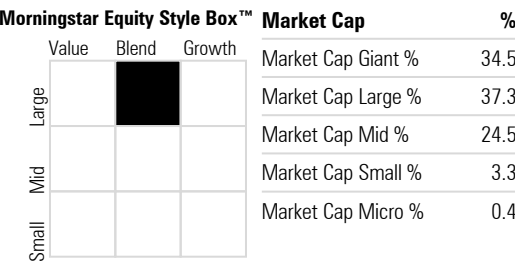 Morningstar Equity Style Box™
Value Blend Growth
Large
Mid
Small
Market Cap %
Market Cap Giant % 34.5
Market Cap Large % 37.3
Market Cap Mid % 24.5
Market Cap Small % 3.3
Market Cap Micro % 0.4